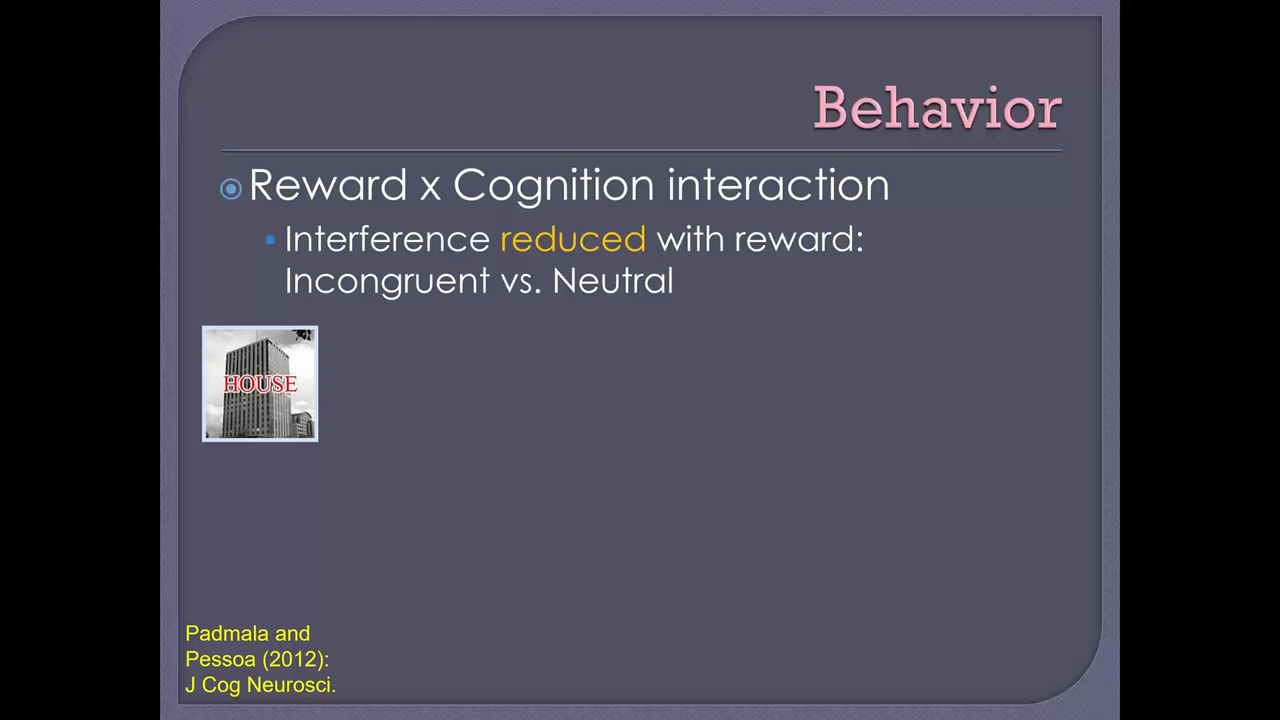 Behavior
Reward x Cognition interaction
Interference reduced with reward:
Incongruent vs. Neutral
HOUSE
Padmala and
Pessoa (2012):
J Cog Neurosci.